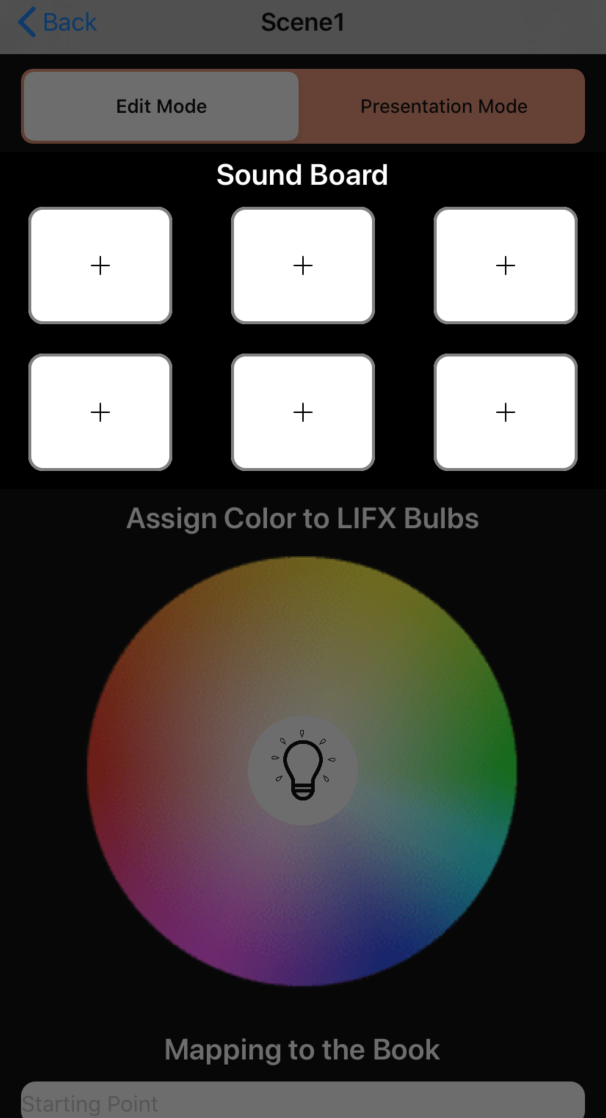 Back
Scene1
Edit Mode
Presentation Mode
Sound Board
+
+
+
+
+
+
Assign Color to LIFX Bulbs
Mapping to the Book
Starting Point